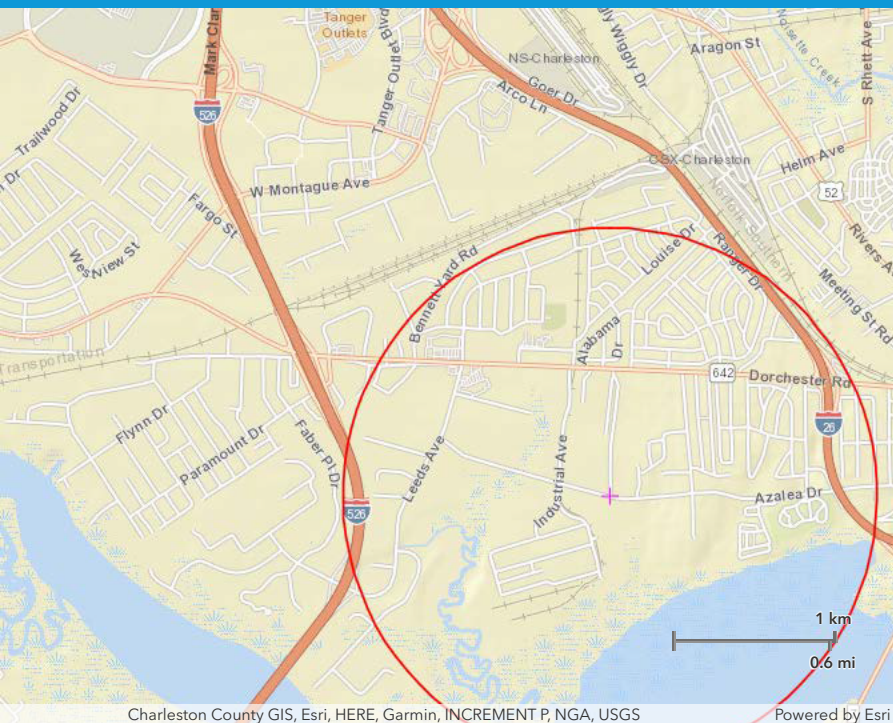 Mark Clar
Tanger
Outlets
Tanger Outlet Blvd
NS-Charleston
gly Wiggly Dr
Aragon St
Noisette Creek
S Rhett Ave
Goer Dr
Arco Ln
526
Trailwood Dr
n Dr
CSX-Charleston
Helm Ave
W Montague Ave
Fargo St
52
Norfolk Southern
Rivers A
Westview St
Bennett Yard Rd
Louise Dr
Ranger Dr
Meeting St Rd
Transportation
Alabama
Dr
642
Dorchester Rd
Flynn Dr
Paramount Dr
Faber Pl Dr
Leeds Ave
26
Industrial Ave
Azalea Dr
526
1 km
0.6 mi
Charleston County GIS, Esri, HERE, Garmin, INCREMENT P, NGA, USGS
Powered by Esri